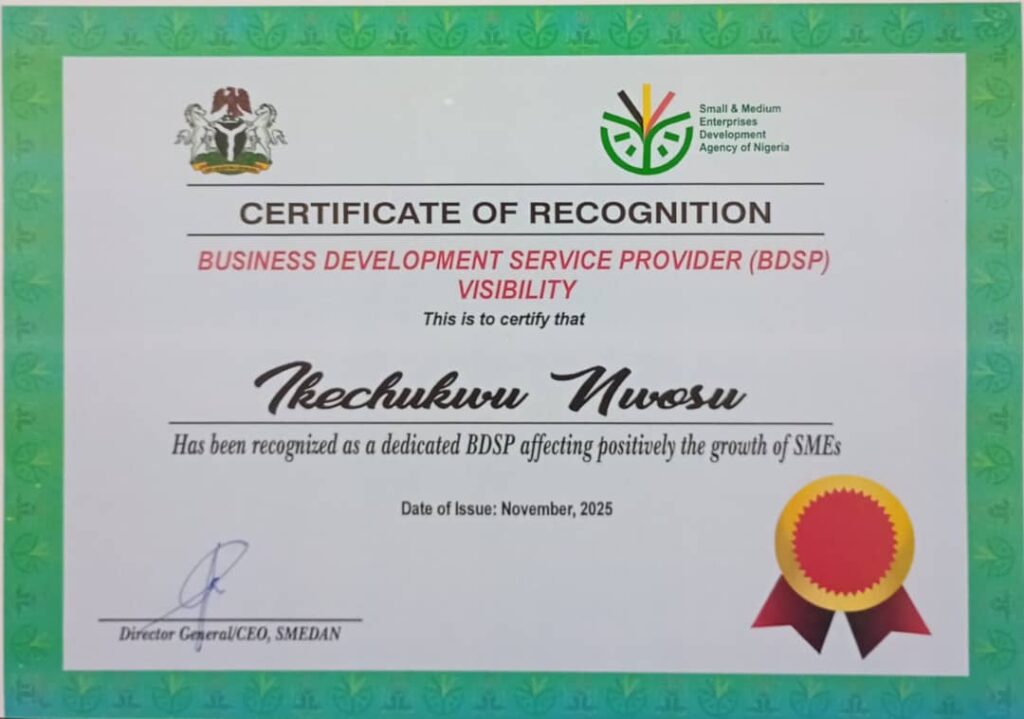 Small & Medium
Enterprises
Development
Agency of Nigeria
CERTIFICATE OF RECOGNITION
BUSINESS DEVELOPMENT SERVICE PROVIDER (BDSP)
VISIBILITY
This is to certify that
Ikechukwu Nwosu
Has been recognized as a dedicated BDSP affecting positively the growth of SMEs
Date of Issue: November, 2025
Director General/CEO, SMEDAN